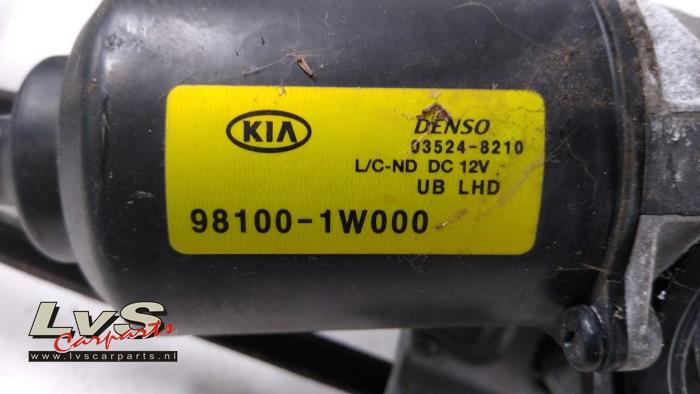 KIA
DENSO
03524-8210
L/C-ND DC 12V
UB LHD
98100-1W000
LvS
Carparts
www.lvscarparts.nl